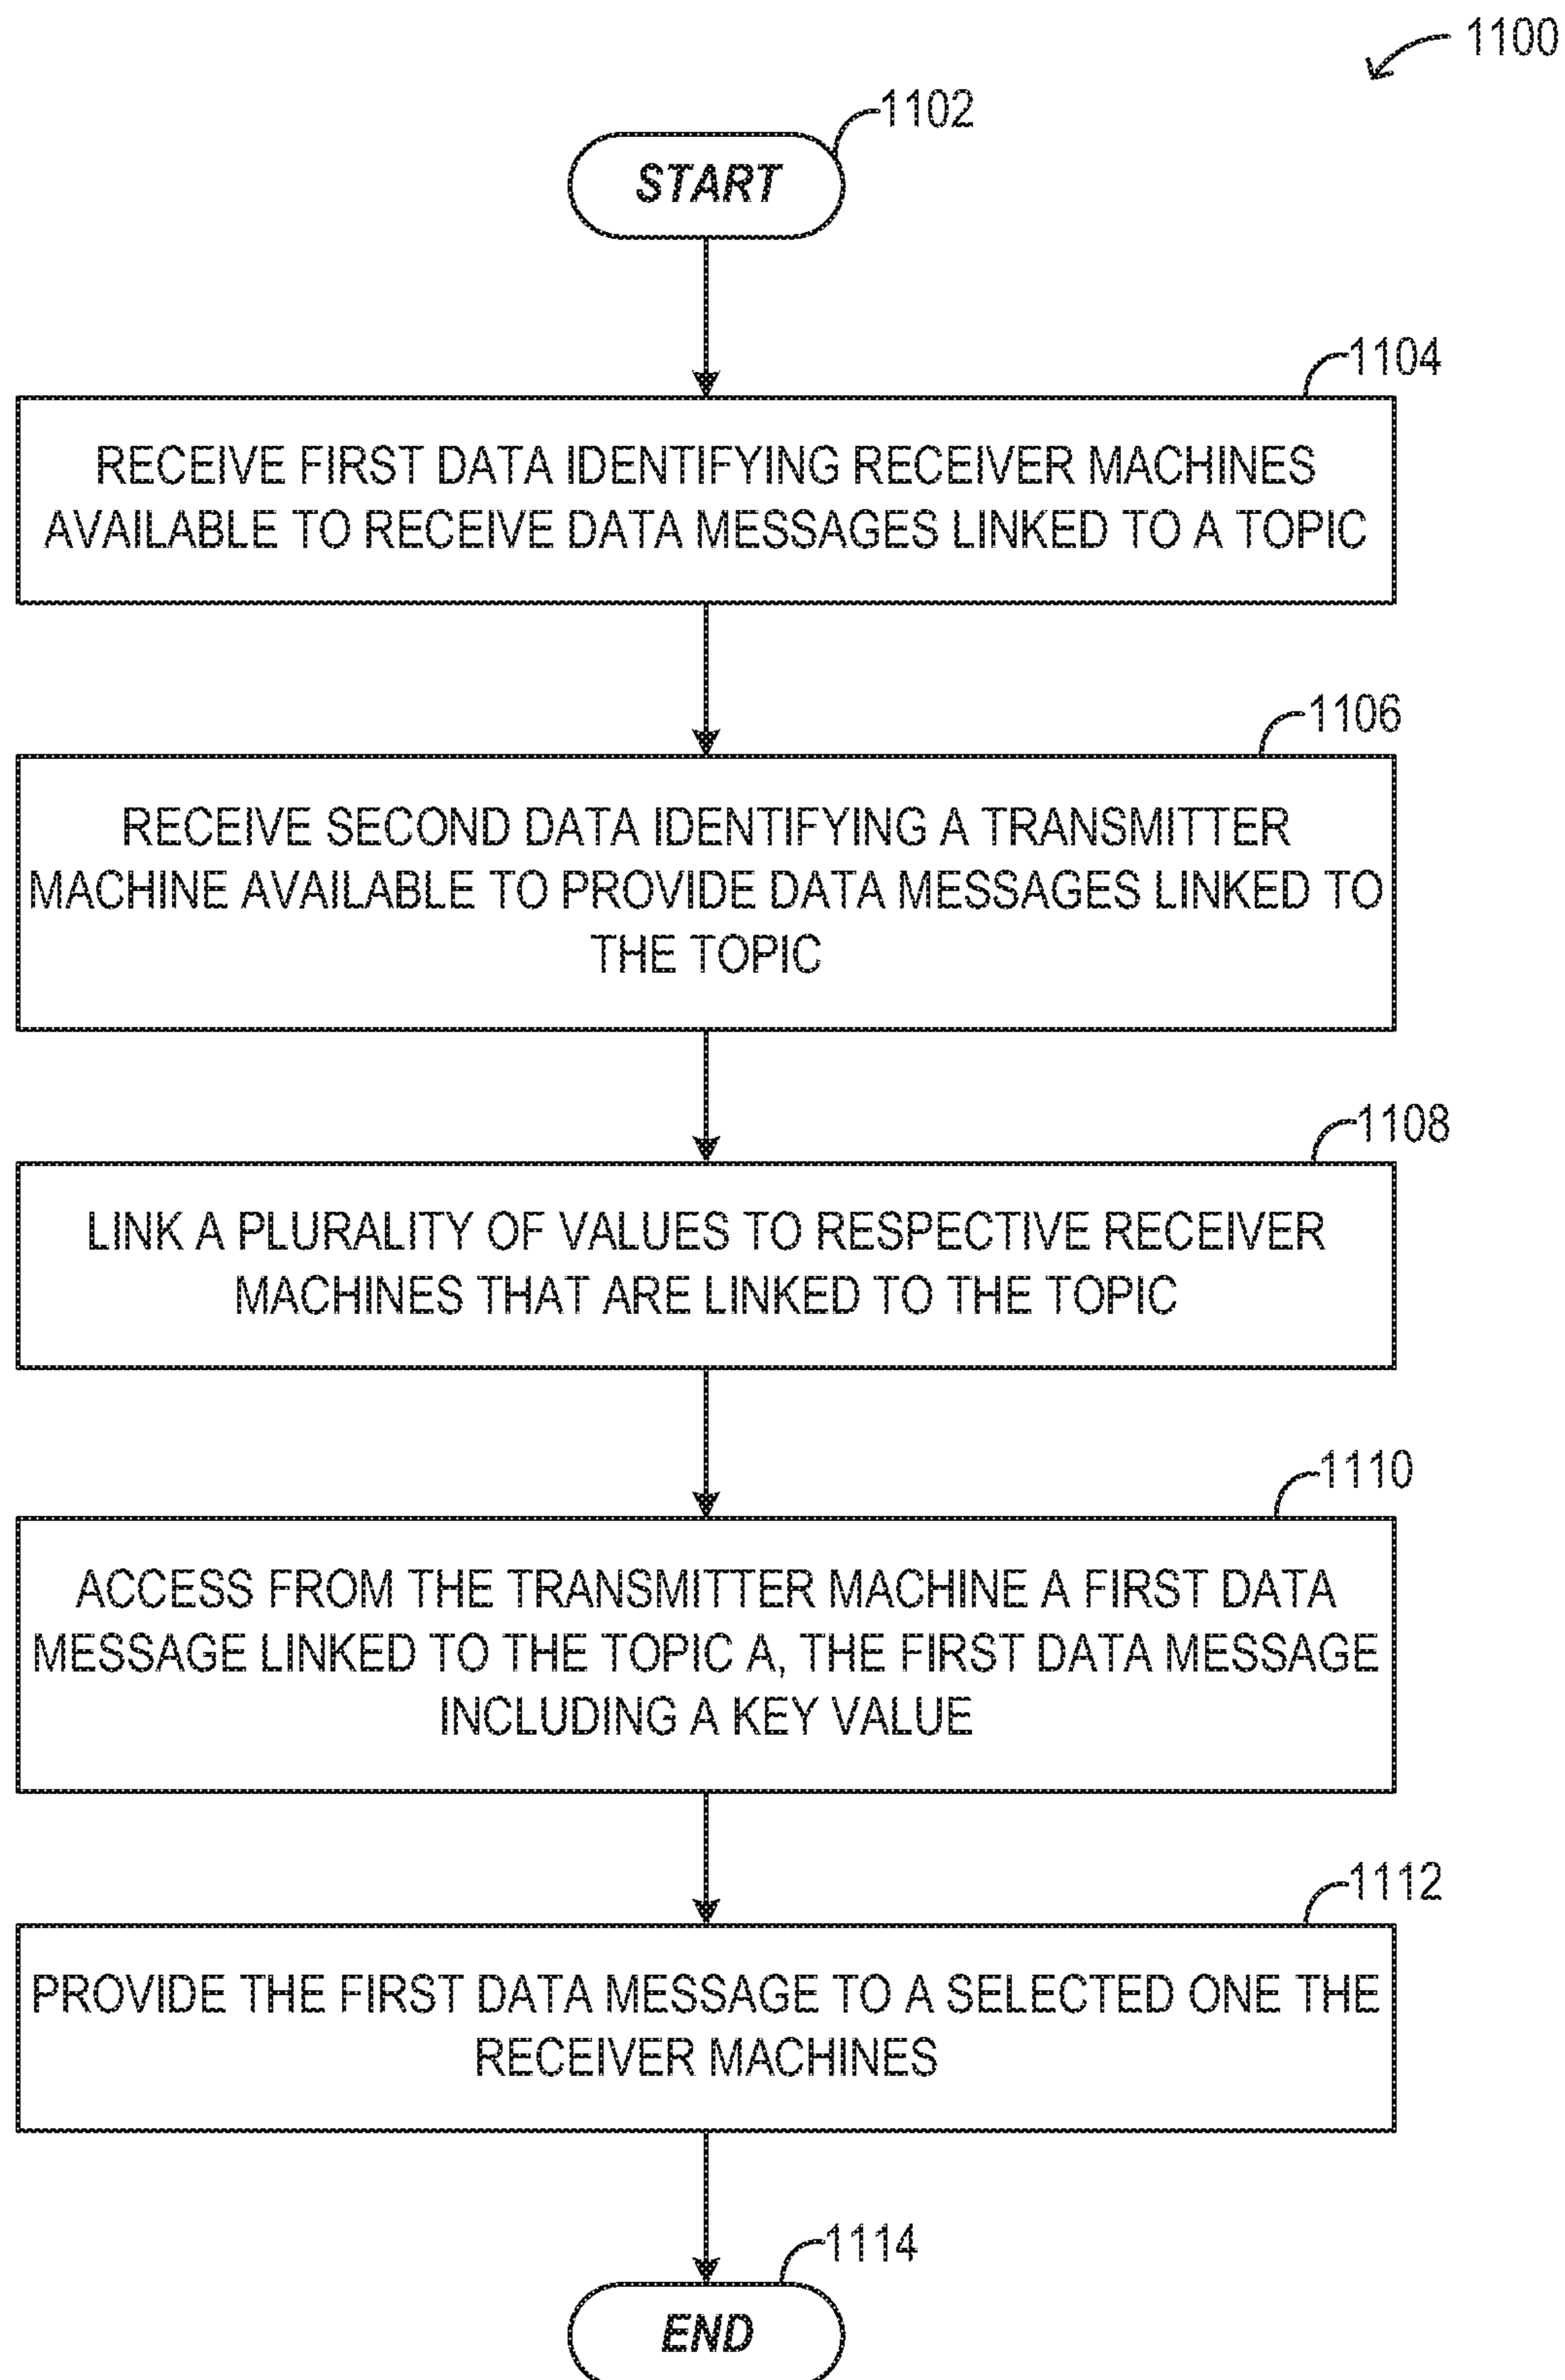 1100
1102
START
1104
RECEIVE FIRST DATA IDENTIFYING RECEIVER MACHINES
AVAILABLE TO RECEIVE DATA MESSAGES LINKED TO A TOPIC
1106
RECEIVE SECOND DATA IDENTIFYING A TRANSMITTER
MACHINE AVAILABLE TO PROVIDE DATA MESSAGES LINKED TO
THE TOPIC
1108
LINK A PLURALITY OF VALUES TO RESPECTIVE RECEIVER
MACHINES THAT ARE LINKED TO THE TOPIC
1110
ACCESS FROM THE TRANSMITTER MACHINE A FIRST DATA
MESSAGE LINKED TO THE TOPIC A, THE FIRST DATA MESSAGE
INCLUDING A KEY VALUE
1112
PROVIDE THE FIRST DATA MESSAGE TO A SELECTED ONE THE
RECEIVER MACHINES
1114
END